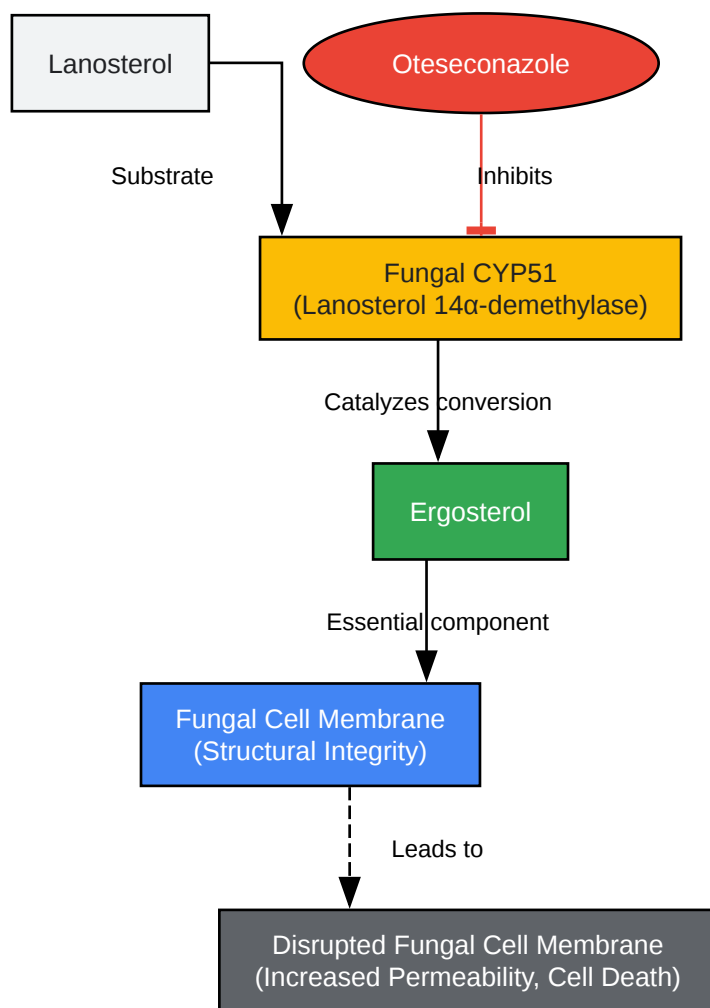 Lanosterol
Oteseconazole
Substrate
Inhibits
Fungal CYP51
(Lanosterol 14α-demethylase)
Catalyzes conversion
Ergosterol
Essential component
Fungal Cell Membrane
(Structural Integrity)
Leads to
Disrupted Fungal Cell Membrane
(Increased Permeability, Cell Death)